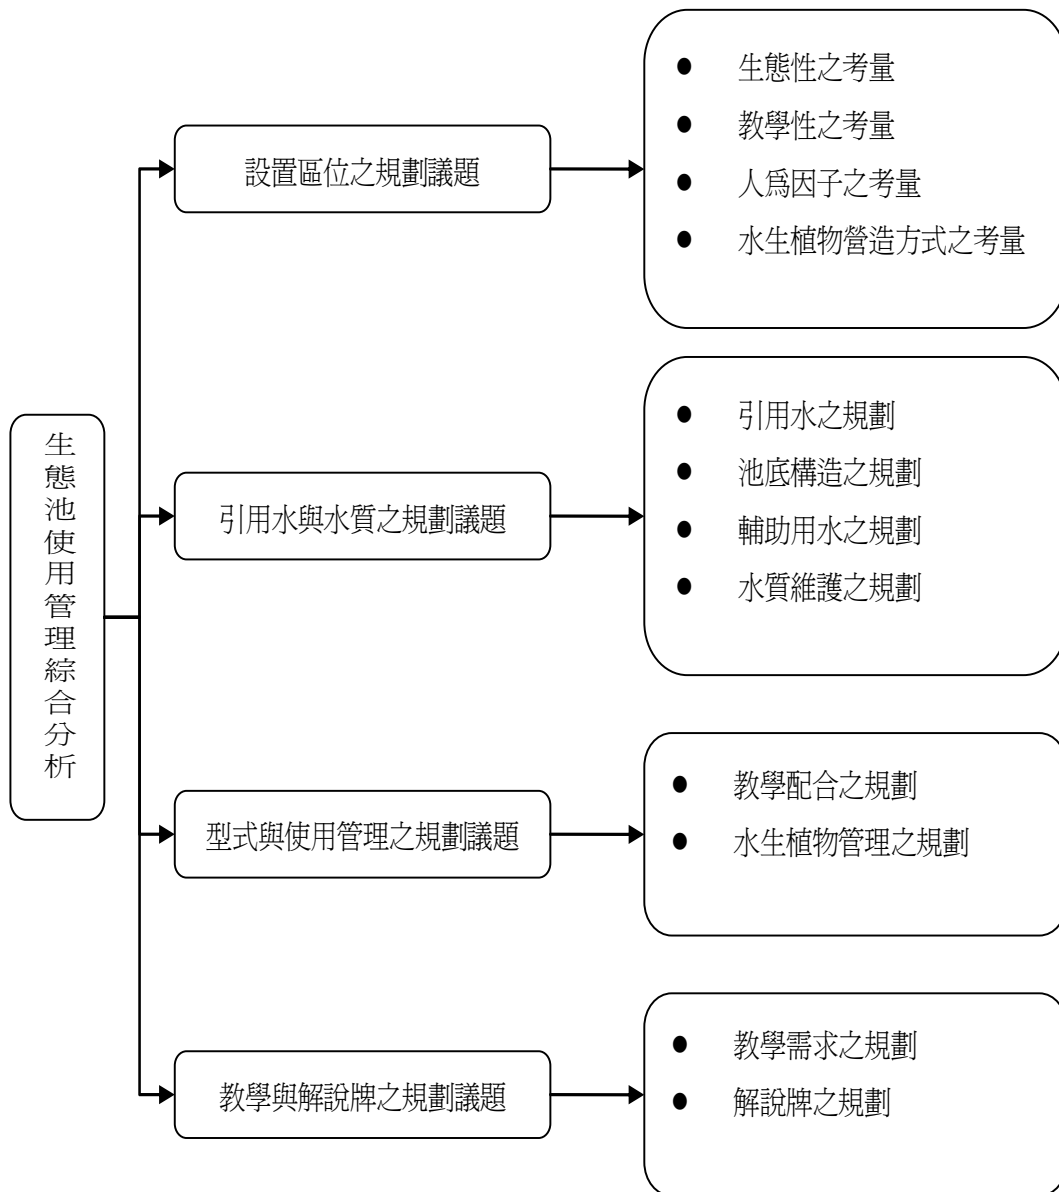 生態池使用管理綜合分析
設置區位之規劃議題
● 生態性之考量
● 教學性之考量
● 人為因子之考量
● 水生植物營造方式之考量
引用水與水質之規劃議題
● 引用水之規劃
● 池底構造之規劃
● 輔助用水之規劃
● 水質維護之規劃
型式與使用管理之規劃議題
● 教學配合之規劃
● 水生植物管理之規劃
教學與解說牌之規劃議題
● 教學需求之規劃
● 解說牌之規劃